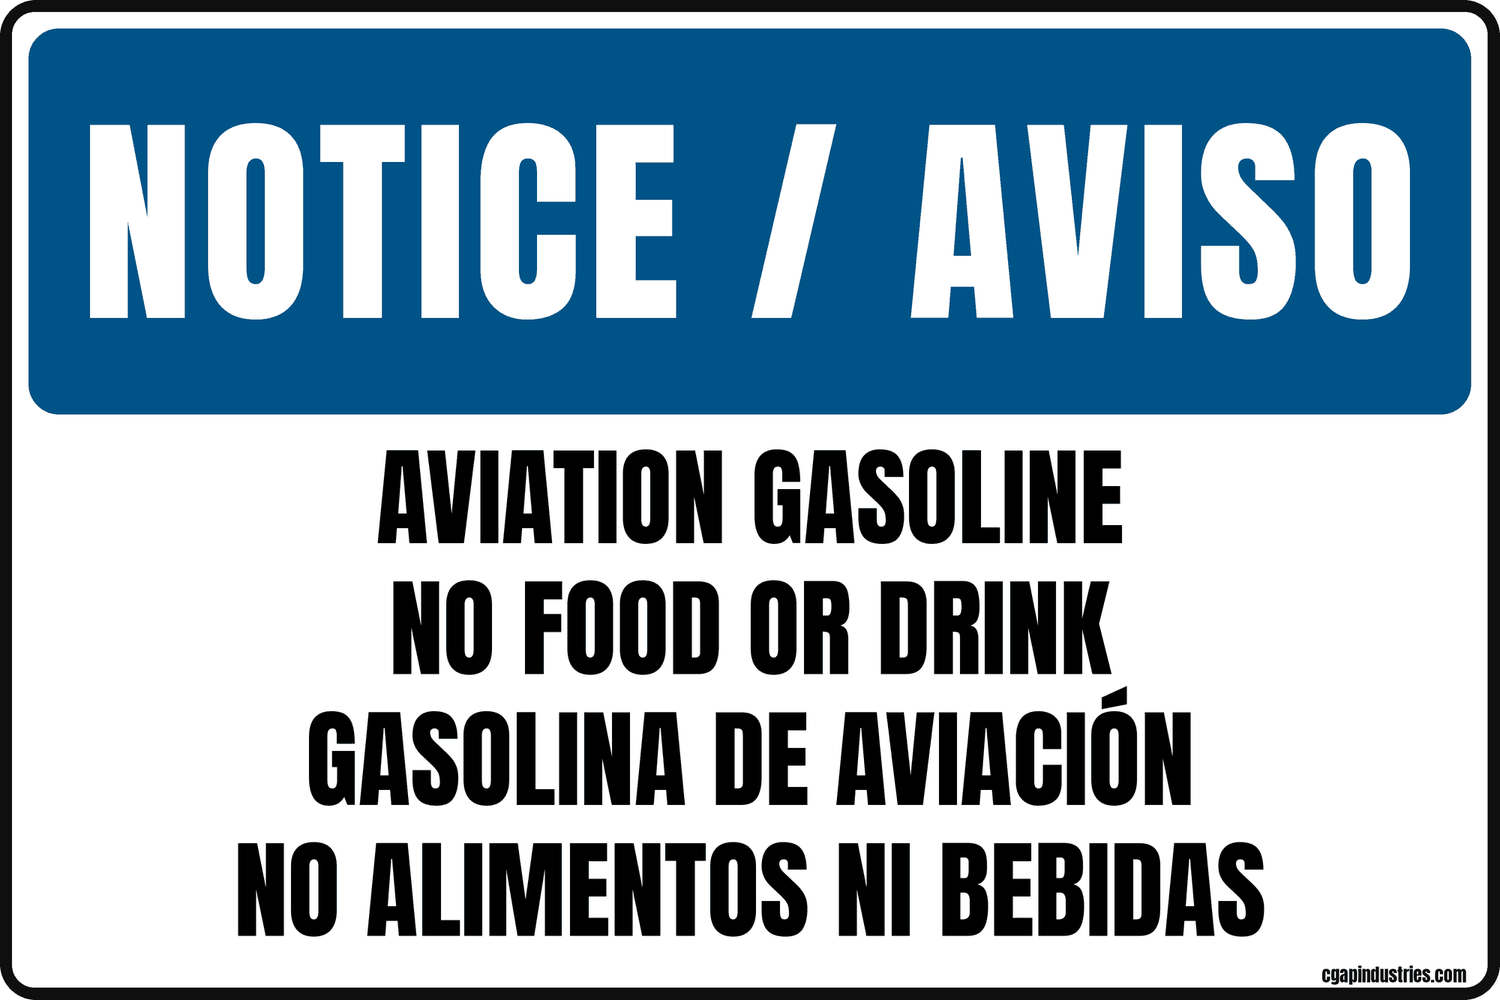 NOTICE / AVISO
AVIATION GASOLINE
NO FOOD OR DRINK
GASOLINA DE AVIACIÓN
NO ALIMENTOS NI BEBIDAS
cgapindustries.com